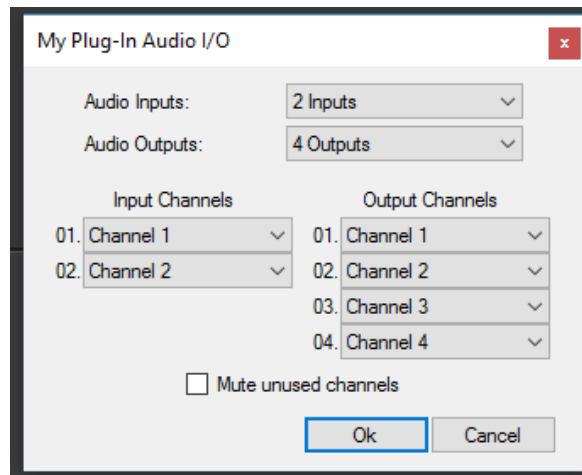 My Plug-In Audio I/O
x
Audio Inputs: 2 Inputs
Audio Outputs: 4 Outputs
Input Channels Output Channels
01. Channel 1 01. Channel 1
02. Channel 2 02. Channel 2
03. Channel 3
04. Channel 4
Mute unused channels
Ok Cancel